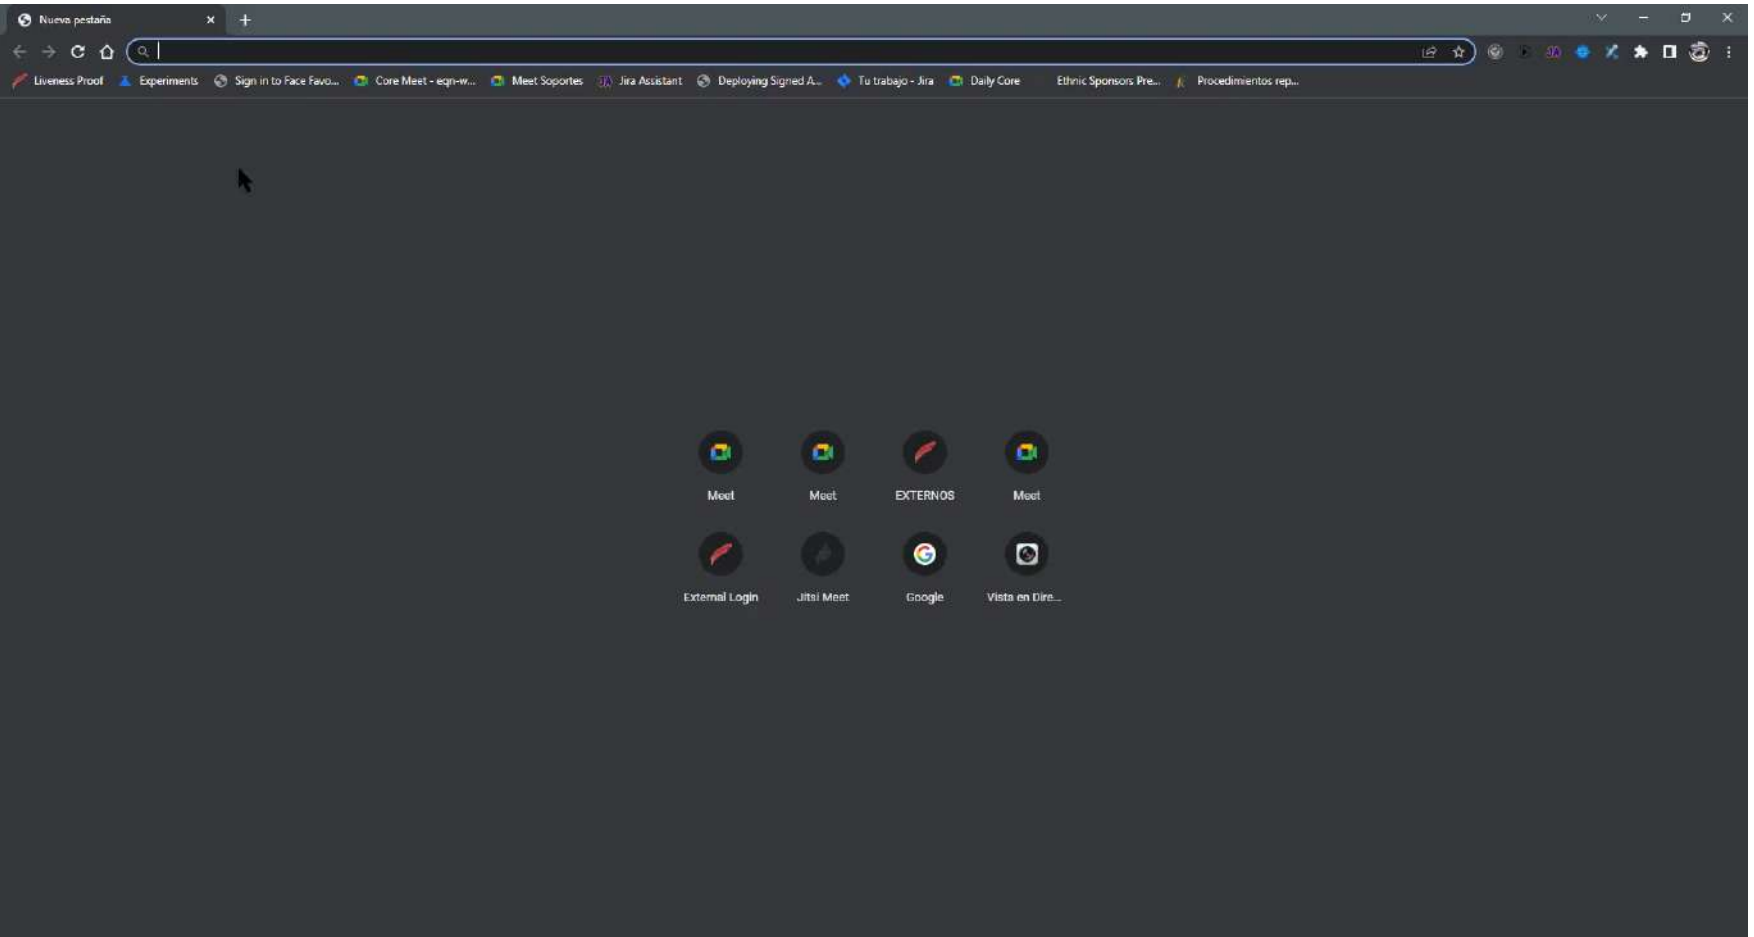 Nueva pestaña
Liveness Proof Experiments Sign in to Face Favo... Core Meet - eqn-w... Meet Soportes JA Jira Assistant Deploying Signed A... Tu trabajo - Jira Daily Core Ethnic Sponsors Pre... Procedimientos rep...
Meet Meet EXTERNOS Meet
External Login Jitsi Meet Google Vista en Dire...